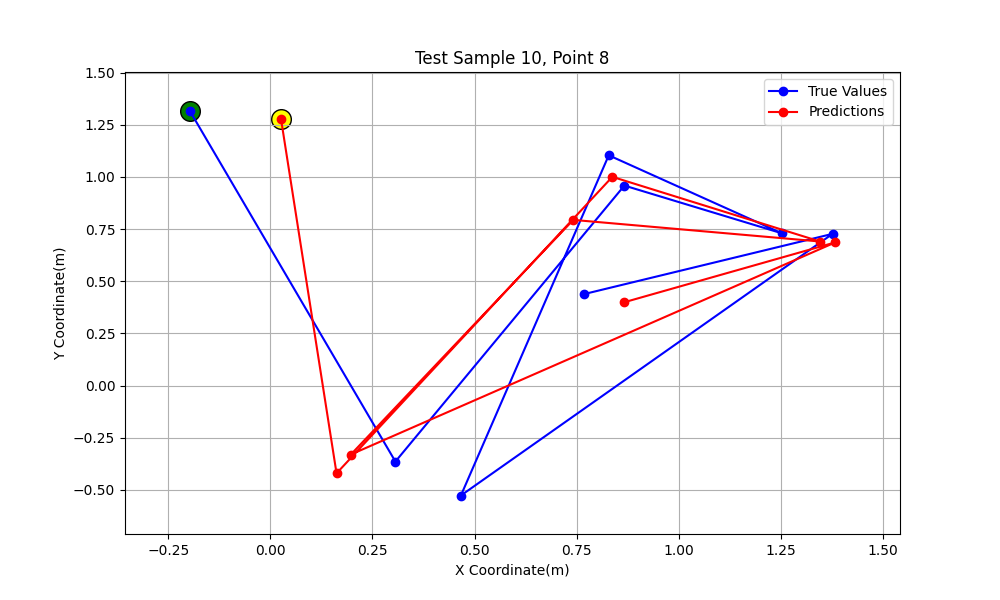 Test Sample 10, Point 8
True Values
Predictions
1.50
1.25
1.00
0.75
0.50
0.25
0.00
−0.25
−0.50
Y Coordinate(m)
−0.25 0.00 0.25 0.50 0.75 1.00 1.25 1.50
X Coordinate(m)